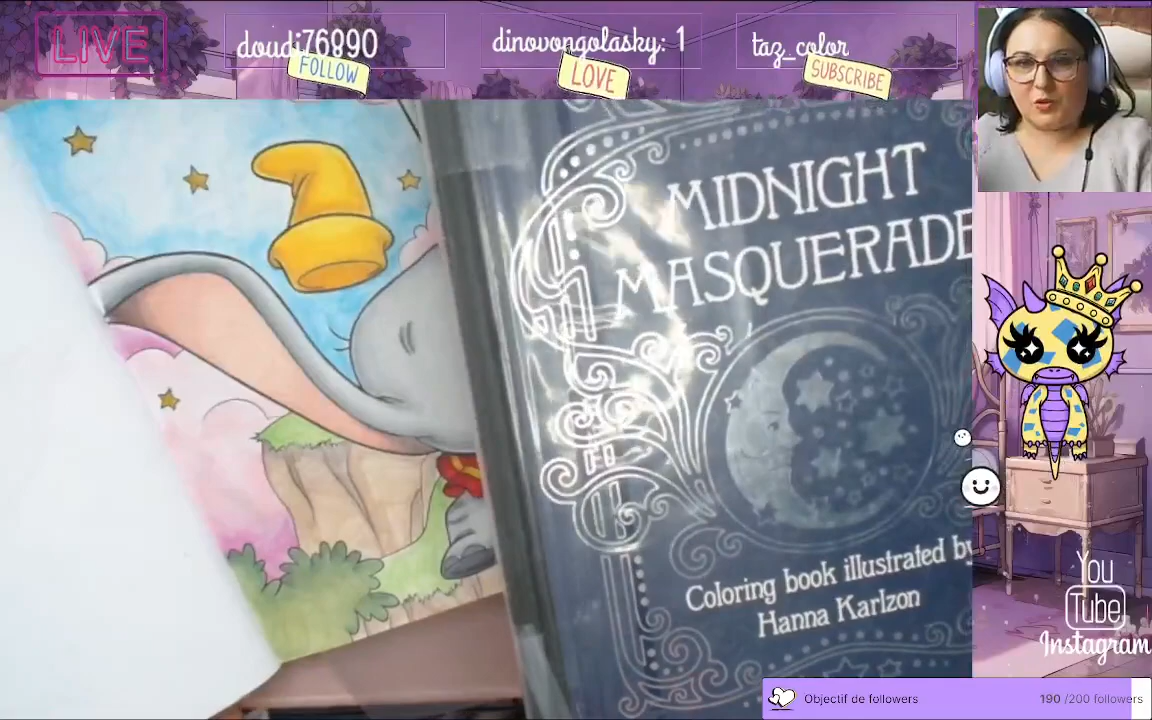 LIVE
doudi76890
FOLLOW
dinovongolasky: 1
LOVE
taz_color
SUBSCRIBE
MIDNIGHT
MASQUERADE
Coloring book illustrated by
Hanna Karlzon
You
Tube
Instagram
Objectif de followers
190 /200 followers